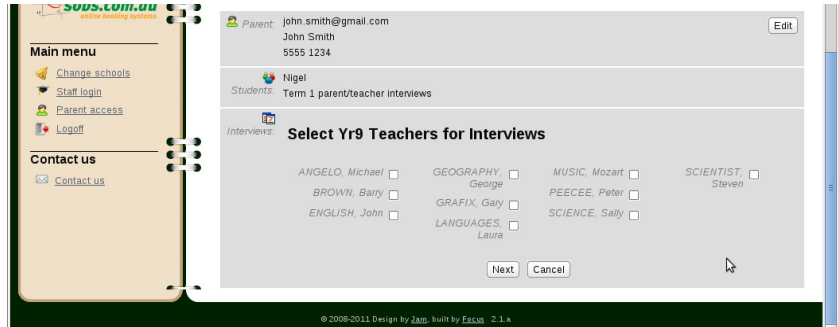 sobs.com.au
online booking systems
Main menu
Change schools
Staff login
Parent access
Logoff
Contact us
Contact us
Parent: john.smith@gmail.com
John Smith
5555 1234
Edit
Students: Nigel
Term 1 parent/teacher interviews
Interviews: Select Yr9 Teachers for Interviews
ANGELO, Michael
BROWN, Barry
ENGLISH, John
GEOGRAPHY,
George
GRAFIX, Gary
LANGUAGES,
Laura
MUSIC, Mozart
PEECEE, Peter
SCIENCE, Sally
SCIENTIST,
Steven
Next Cancel
© 2008-2011 Design by Jam, built by Focus 2.1.a